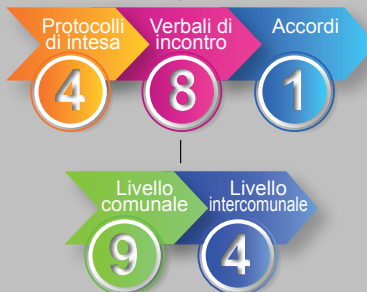 Protocolli
di intesa
Verbali di
incontro
Accordi
4
8
1
Livello
comunale
Livello
intercomunale
9
4